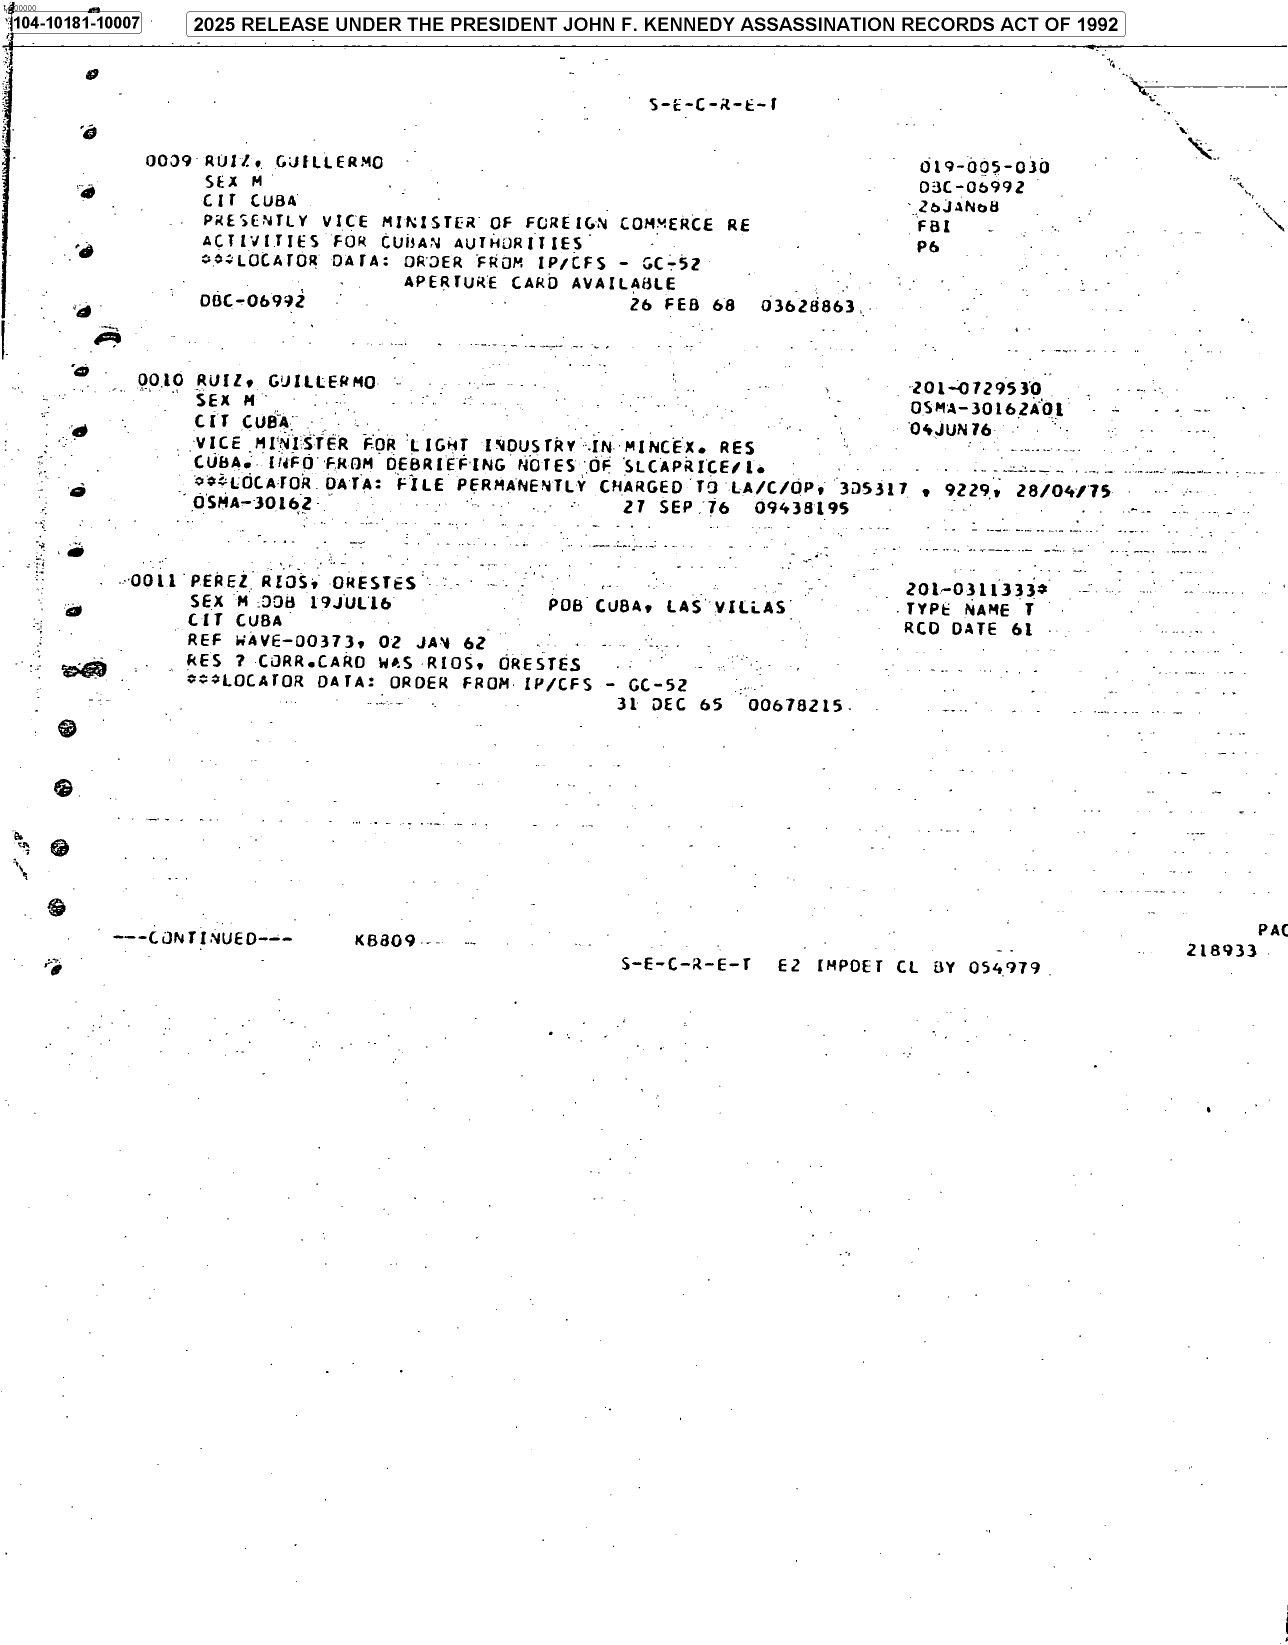 104-10181-10007
2025 RELEASE UNDER THE PRESIDENT JOHN F. KENNEDY ASSASSINATION RECORDS ACT OF 1992
S-E-C-R-E-T
0009 RUIZ, GUILLERMO 019-005-030
SEX M DBC-06992
CIT CUBA 26JAN68
PRESENTLY VICE MINISTER OF FOREIGN COMMERCE RE FBI
ACTIVITIES FOR CUBAN AUTHORITIES P6
***LOCATOR DATA: ORDER FROM IP/CFS - GC-52
APERTURE CARD AVAILABLE
DBC-06992 26 FEB 68 03628863
0010 RUIZ, GUILLERMO 201-0729530
SEX M OSMA-30162A01
CIT CUBA 04JUN76
VICE MINISTER FOR LIGHT INDUSTRY IN MINCEX. RES
CUBA. INFO FROM DEBRIEFING NOTES OF SLCAPRICE/1.
***LOCATOR DATA: FILE PERMANENTLY CHARGED TO LA/C/OP, 3D5317 , 9229, 28/04/75
OSMA-30162 27 SEP 76 09438195
0011 PEREZ RIOS, ORESTES 201-0311333*
SEX M DOB 19JUL16 POB CUBA, LAS VILLAS TYPE NAME T
CIT CUBA RCD DATE 61
REF WAVE-00373, 02 JAN 62
RES ? CORR.CARD WAS RIOS, ORESTES
***LOCATOR DATA: ORDER FROM IP/CFS - GC-52
31 DEC 65 00678215
---CONTINUED--- KB809 PAG
218933
S-E-C-R-E-T E2 IMPDET CL BY 054979